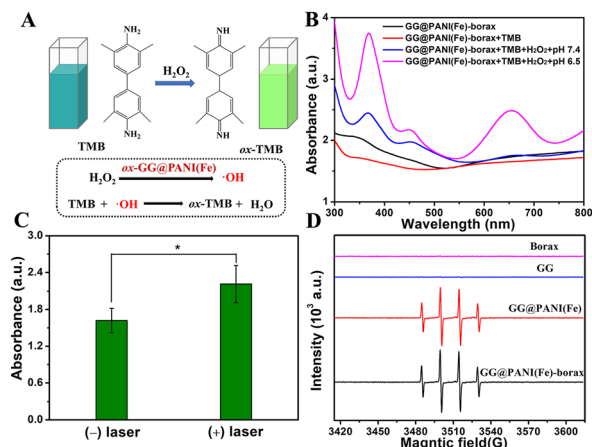 A
NH₂
NH₂
TMB
H₂O₂
NH
NH
ox-TMB
ox-GG@PANI(Fe)
H₂O₂ ·OH
TMB + ·OH ox-TMB + H₂O
B
GG@PANI(Fe)-borax
GG@PANI(Fe)-borax+TMB
GG@PANI(Fe)-borax+TMB+H₂O₂+pH 7.4
GG@PANI(Fe)-borax+TMB+H₂O₂+pH 6.5
Absorbance (a.u.)
4
3
2
1
300 400 500 600 700 800
Wavelength (nm)
C
Absorbance (a.u.)
3.0
2.4
1.8
1.2
0.6
0.0
*
(−) laser (+) laser
D
Intensity (10³ a.u.)
Borax
GG
GG@PANI(Fe)
GG@PANI(Fe)-borax
3420 3450 3480 3510 3540 3570 3600
Magntic field(G)